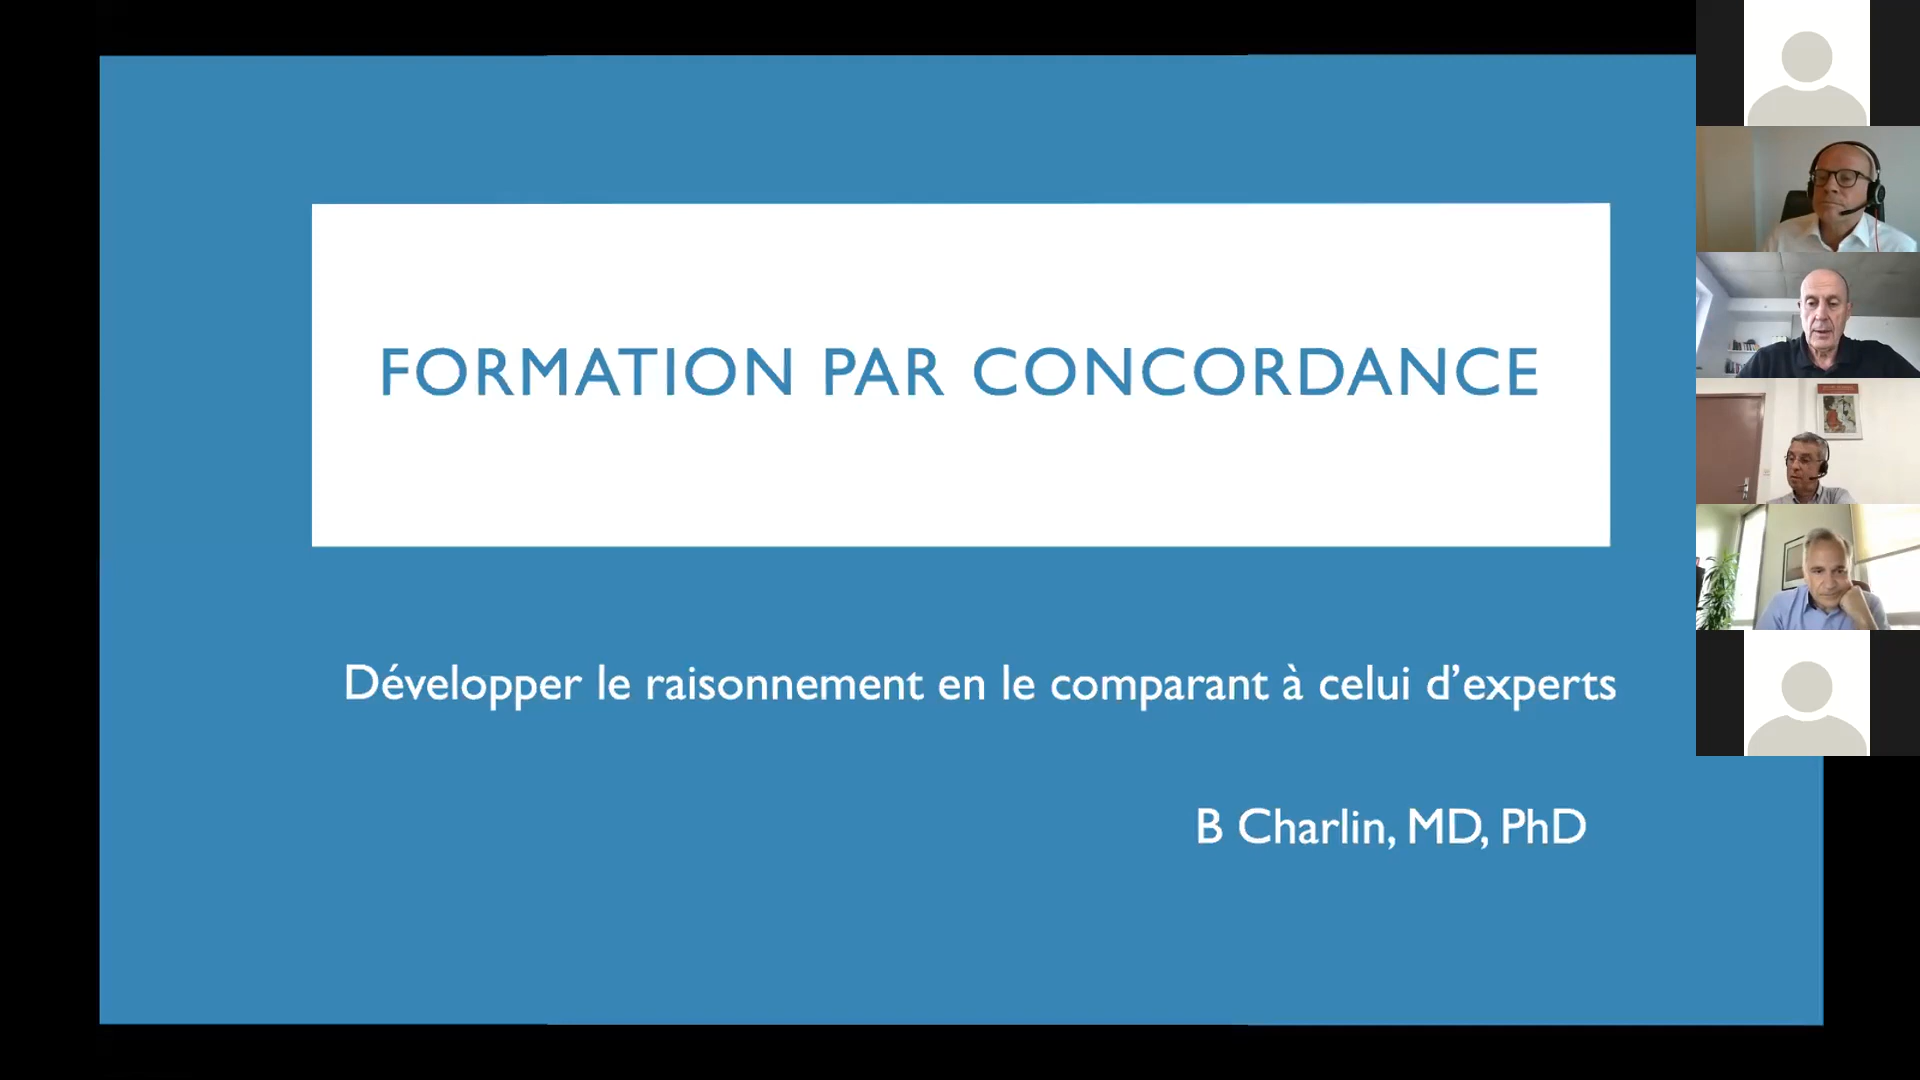 FORMATION PAR CONCORDANCE
Développer le raisonnement en le comparant à celui d’experts
B Charlin, MD, PhD